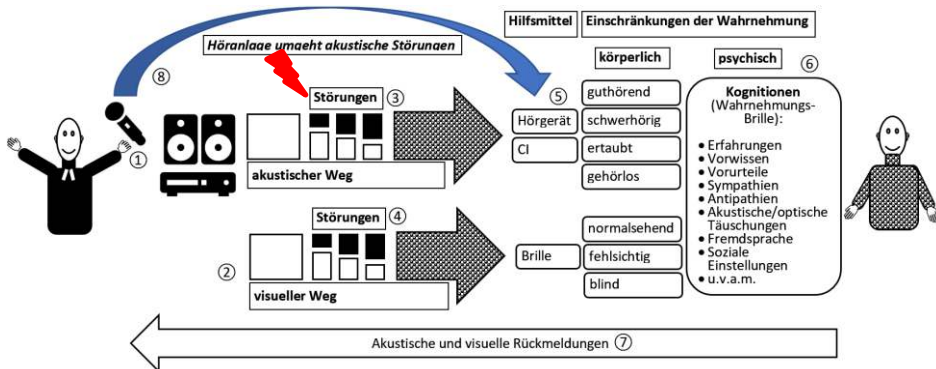 Hilfsmittel
Einschränkungen der Wahrnehmung
Höranlage umgeht akustische Störungen
körperlich
psychisch
⑥
⑧
①
Störungen
③
akustischer Weg
⑤
Hörgerät
CI
guthörend
schwerhörig
ertaubt
gehörlos
Kognitionen
(Wahrnehmungs-
Brille):
• Erfahrungen
• Vorwissen
• Vorurteile
• Sympathien
• Antipathien
• Akustische/optische
Täuschungen
• Fremdsprache
• Soziale
Einstellungen
• u.v.a.m.
②
Störungen
④
visueller Weg
Brille
normalsehend
fehlsichtig
blind
Akustische und visuelle Rückmeldungen ⑦